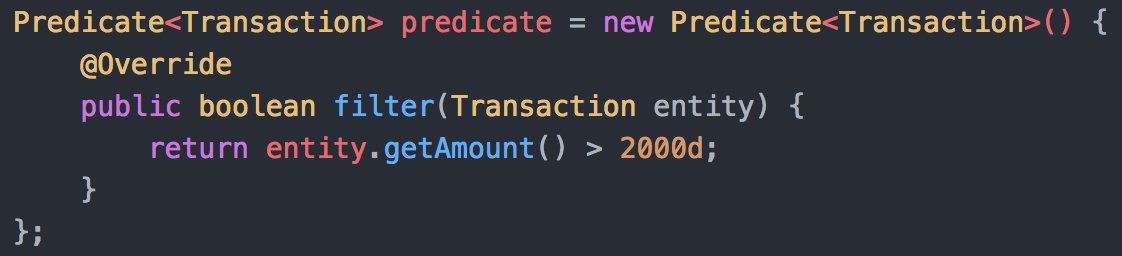 Predicate<Transaction> predicate = new Predicate<Transaction>() {
    @Override
    public boolean filter(Transaction entity) {
        return entity.getAmount() > 2000d;
    }
};